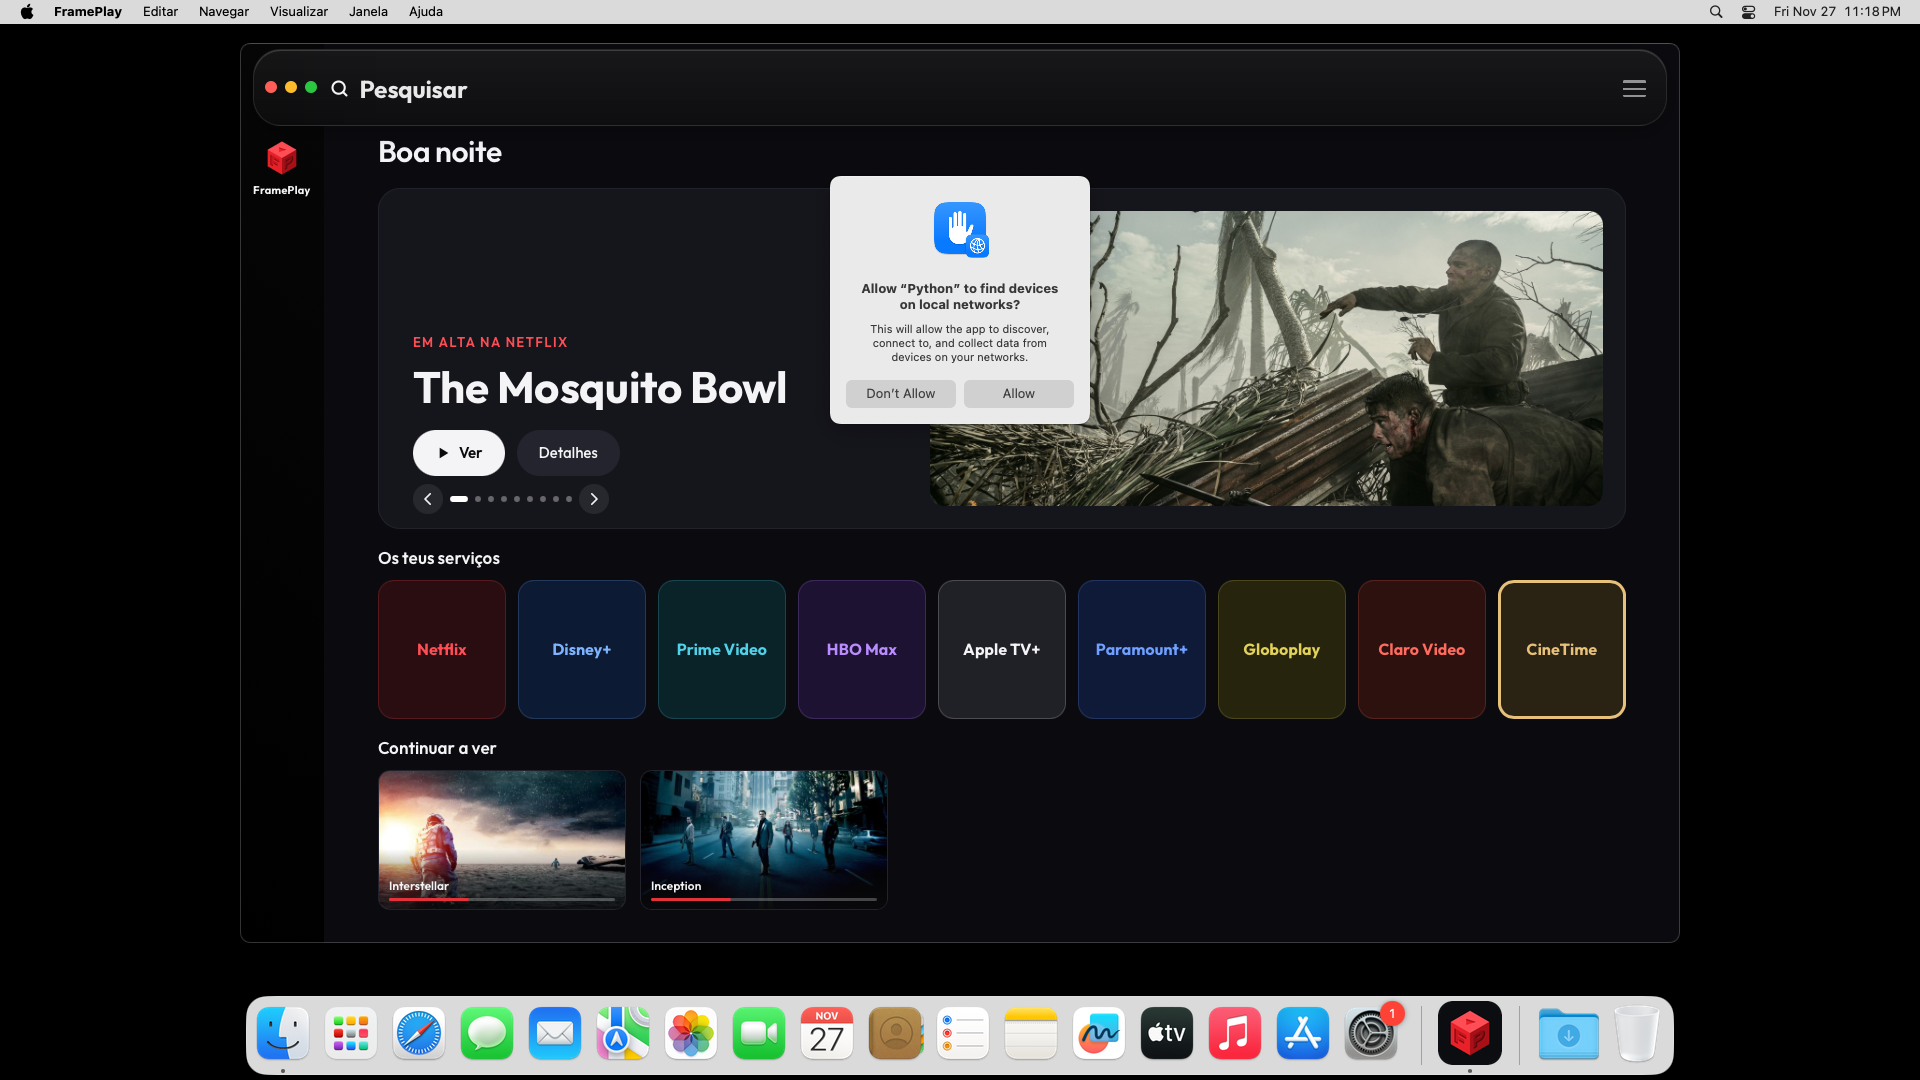 FramePlay Editar Navegar Visualizar Janela Ajuda Fri Nov 27 11:18 PM
Pesquisar
FramePlay
Boa noite
Allow “Python” to find devices
on local networks?
This will allow the app to discover,
connect to, and collect data from
devices on your networks.
Don’t Allow Allow
EM ALTA NA NETFLIX
The Mosquito Bowl
Ver Detalhes
Os teus serviços
Netflix Disney+ Prime Video HBO Max Apple TV+ Paramount+ Globoplay Claro Video CineTime
Continuar a ver
Interstellar Inception
NOV
27
tv
1